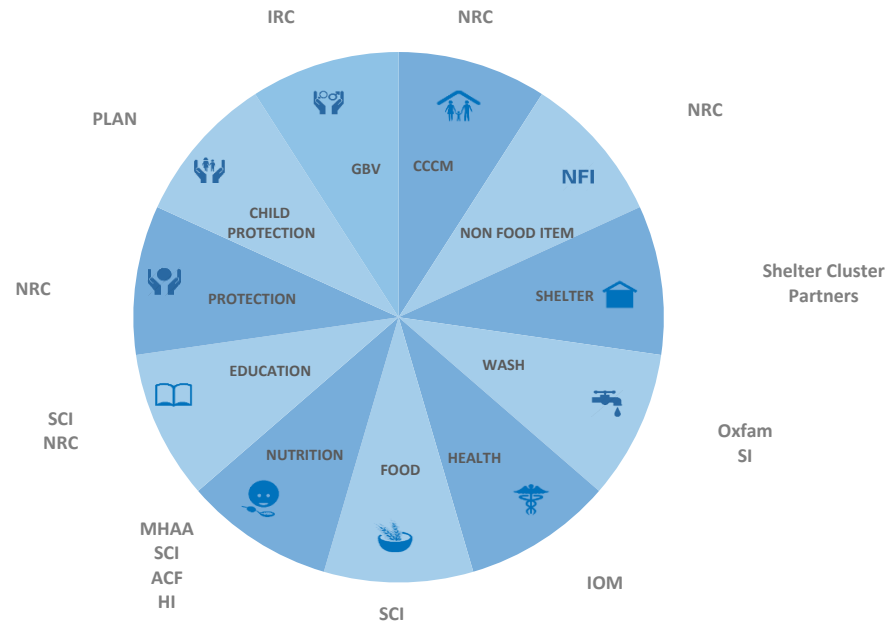 IRC
NRC
PLAN
NRC
NFI
GBV
CCCM
CHILD
PROTECTION
NON FOOD ITEM
NRC
PROTECTION
SHELTER
Shelter Cluster
Partners
EDUCATION
WASH
SCI
NRC
Oxfam
SI
NUTRITION
FOOD
HEALTH
MHAA
SCI
ACF
HI
SCI
IOM